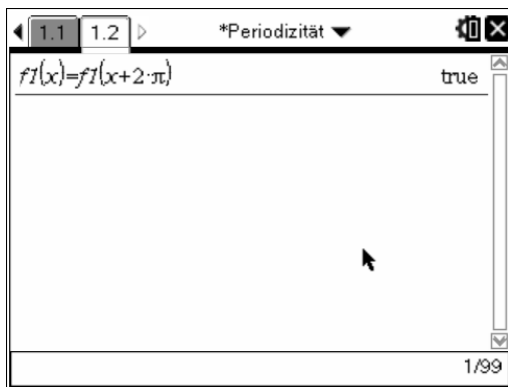 1.1 1.2 *Periodizität
f1(x)=f1(x+2·π) true
1/99